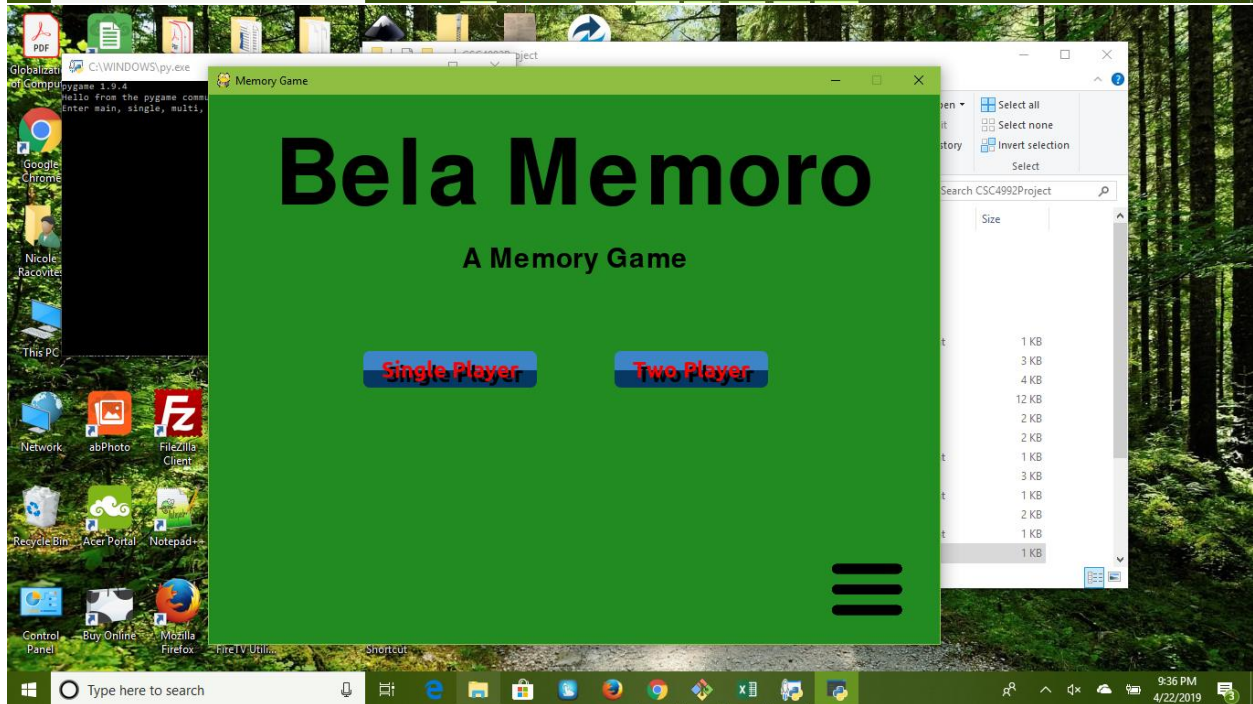 PDF
Globalizati
of Compu
C:\WINDOWS\py.exe
pygame 1.9.4
Hello from the pygame commu
Enter main, single, multi,
Memory Game
Bela Memoro
A Memory Game
Single Player
Two Player
Google
Chrome
Nicole
Racovites
This PC
Network
abPhoto
FileZilla
Client
Recycle Bin
Acer Portal
Notepad++
Control
Panel
Buy Online
Mozilla
Firefox
FireTV Utili...
Shortcut
Select all
Select none
Invert selection
Select
Search CSC4992Project
Size
1 KB
3 KB
4 KB
12 KB
2 KB
2 KB
1 KB
3 KB
1 KB
2 KB
1 KB
1 KB
Type here to search
9:36 PM
4/22/2019